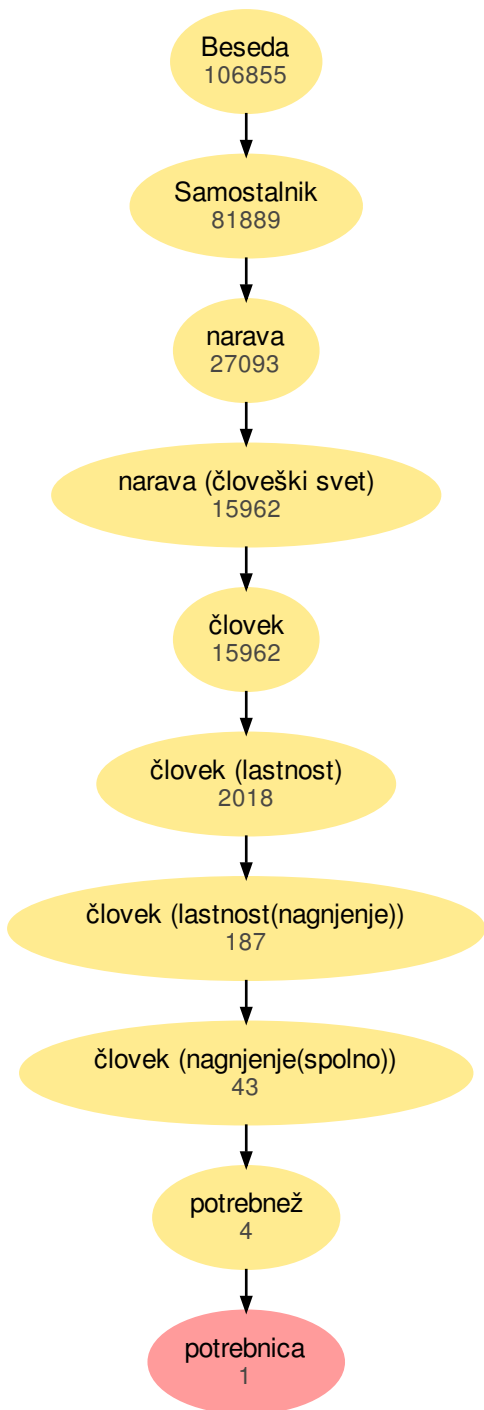 Beseda
106855
Samostalnik
81889
narava
27093
narava (človeški svet)
15962
človek
15962
človek (lastnost)
2018
človek (lastnost(nagnjenje))
187
človek (nagnjenje(spolno))
43
potrebnež
4
potrebnica
1